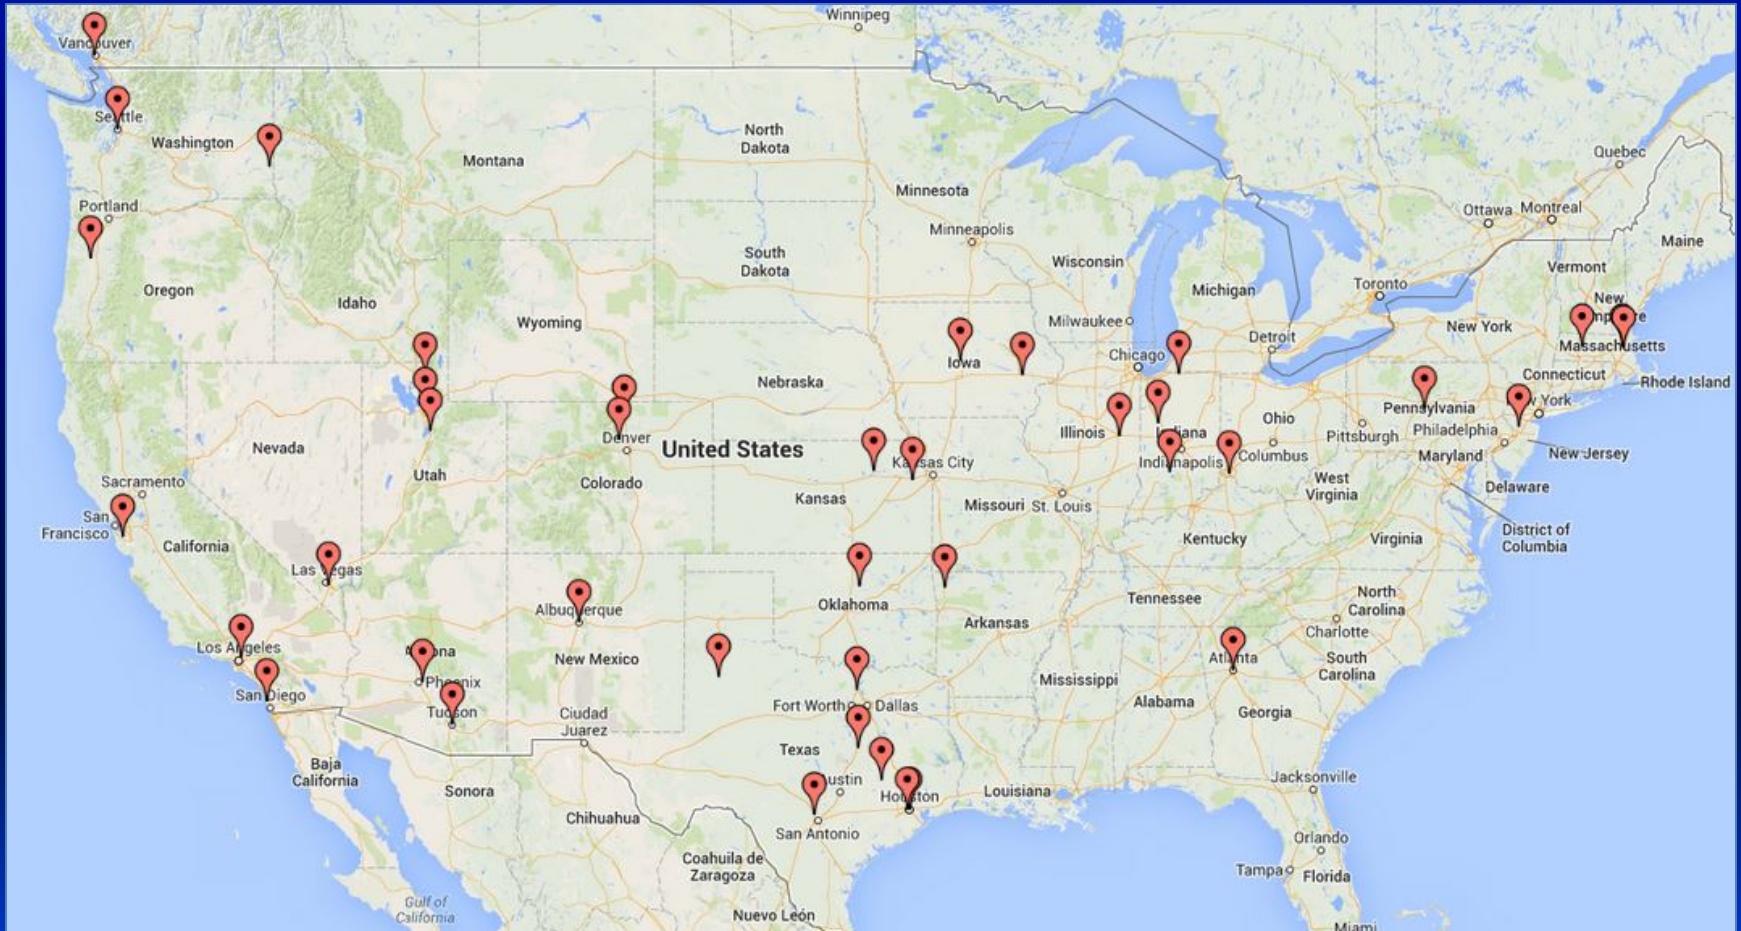 Winnipeg
Vancouver
Seattle
Washington
Montana
North
Dakota
Minnesota
Quebec
Portland
Ottawa
Montreal
Minneapolis
Maine
South
Dakota
Wisconsin
Vermont
Oregon
Idaho
Michigan
Toronto
New
Wyoming
Milwaukee
New York
Detroit
Massachusetts
Chicago
Iowa
Connecticut
Nebraska
Rhode Island
Pennsylvania
Ohio
Illinois
Philadelphia
Pittsburgh
Denver
United States
Nevada
Indianapolis
Columbus
Maryland
New Jersey
Kansas City
Utah
Colorado
Sacramento
West
Virginia
Delaware
Kansas
Missouri
St. Louis
San
Francisco
California
Kentucky
Virginia
District of
Columbia
Las Vegas
Albuquerque
Oklahoma
Tennessee
North
Carolina
Arkansas
Charlotte
Los Angeles
New Mexico
Atlanta
South
Carolina
Phoenix
Mississippi
San Diego
Tucson
Fort Worth
Dallas
Alabama
Georgia
Ciudad
Juarez
Texas
Baja
California
Sonora
Jacksonville
Houston
Louisiana
Chihuahua
San Antonio
Orlando
Coahuila de
Zaragoza
Tampa
Florida
Gulf of
California
Nuevo León
Miami